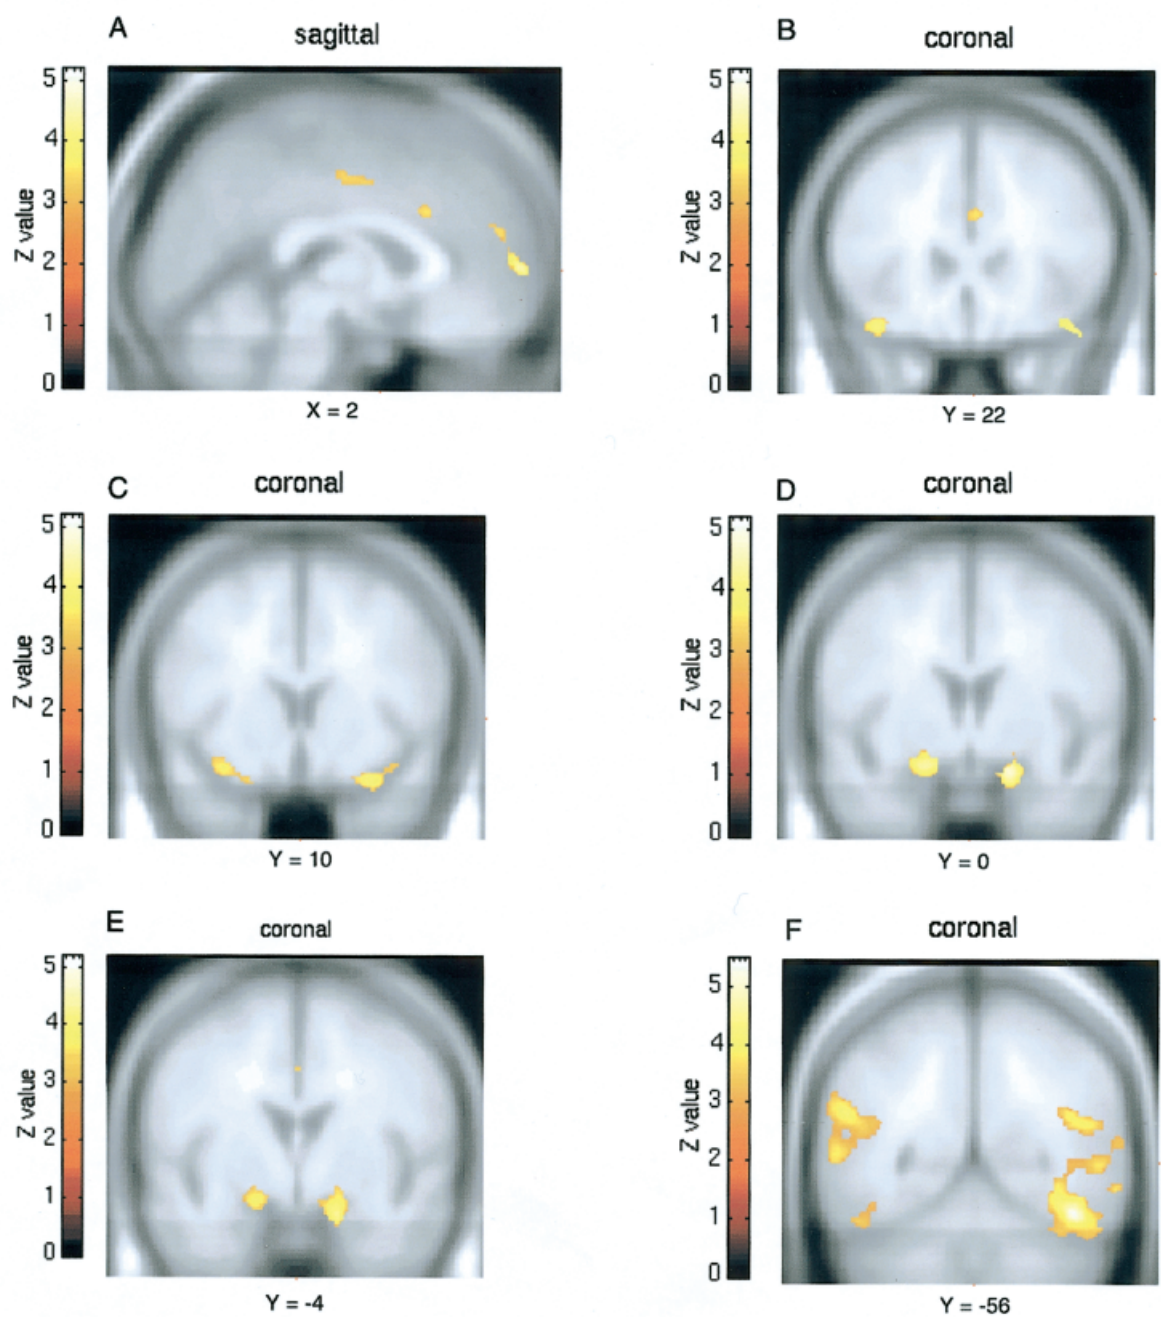 A
sagittal
5
4
3
2
1
0
Z value
X = 2
B
coronal
5
4
3
2
1
0
Z value
Y = 22
C
coronal
5
4
3
2
1
0
Z value
Y = 10
D
coronal
5
4
3
2
1
0
Z value
Y = 0
E
coronal
5
4
3
2
1
0
Z value
Y = -4
F
coronal
5
4
3
2
1
0
Z value
Y = -56